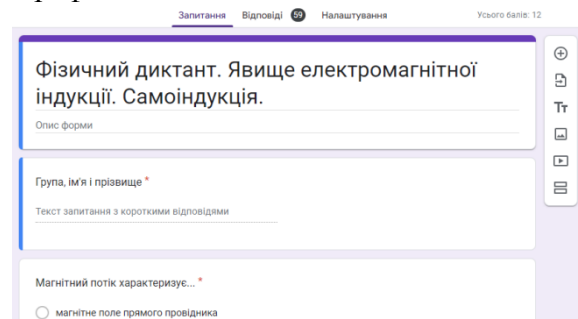 Запитання Відповіді 59 Налаштування Усього балів: 12
Фізичний диктант. Явище електромагнітної
індукції. Самоіндукція.
Опис форми
Група, ім'я і прізвище *
Текст запитання з короткими відповідями
Магнітний потік характеризує... *
магнітне поле прямого провідника